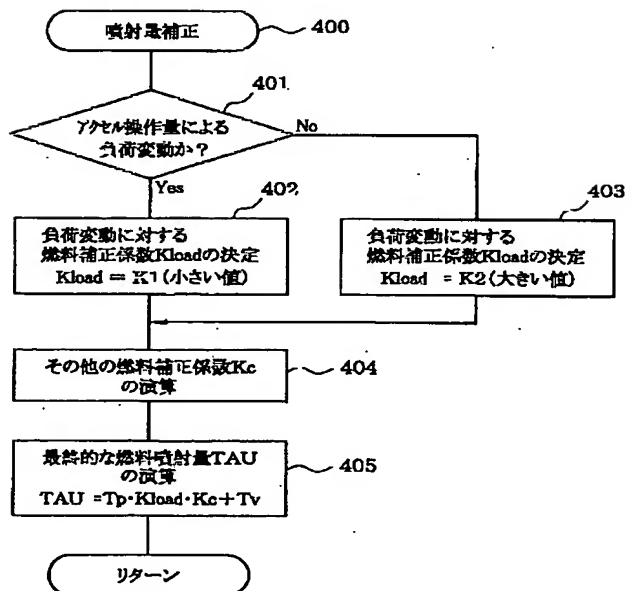 噴射量補正
400
401
アクセル操作量による
負荷変動か？
No
Yes
402
403
負荷変動に対する
燃料補正係数Kloadの決定
Kload = K1(小さい値)
負荷変動に対する
燃料補正係数Kloadの決定
Kload = K2(大きい値)
その他の燃料補正係数Kc
の演算
404
最終的な燃料噴射量TAU
の演算
TAU =Tp・Kload・Kc+Tv
405
リターン